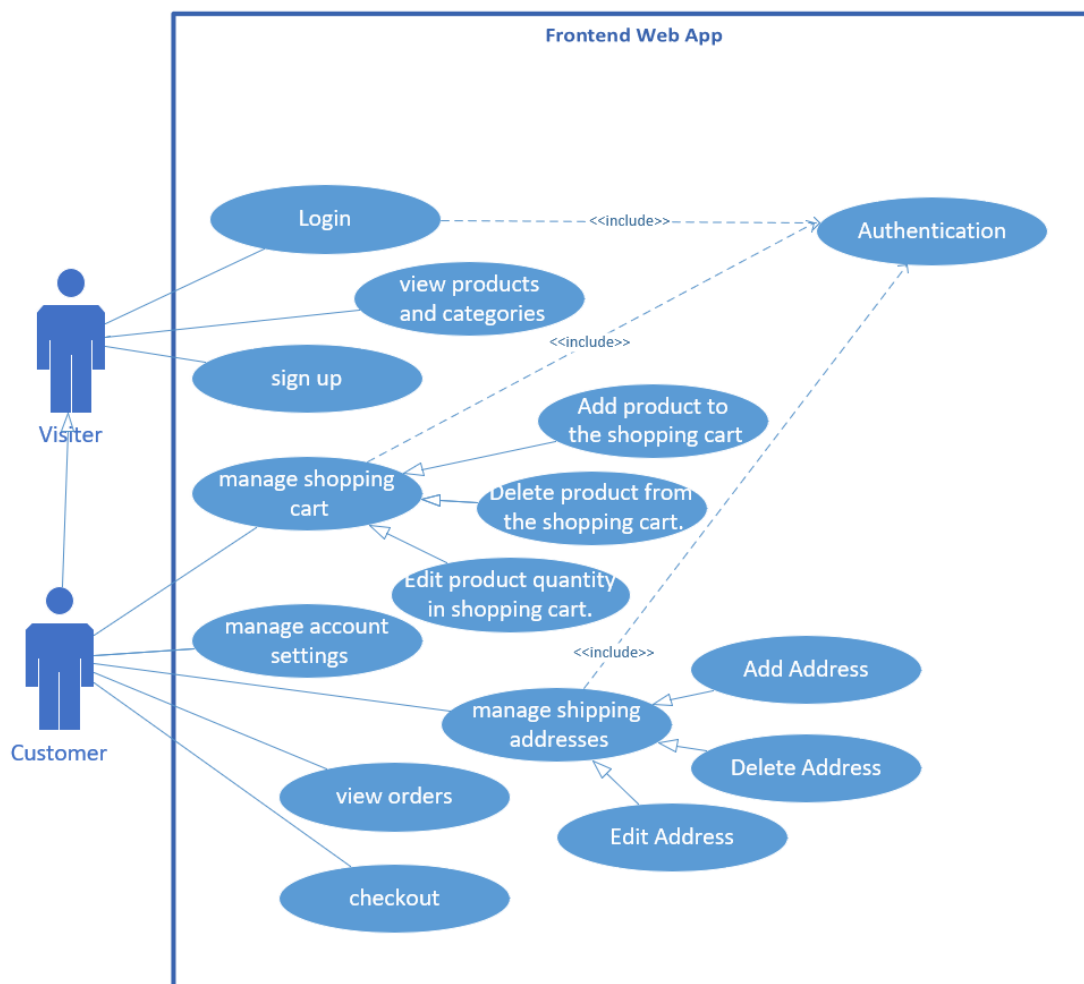 Frontend Web App
Login
<<include>>
Authentication
view products
and categories
<<include>>
sign up
Add product to
the shopping cart
Visiter
manage shopping
cart
Delete product from
the shopping cart.
Edit product quantity
in shopping cart.
manage account
settings
<<include>>
Add Address
manage shipping
addresses
Customer
Delete Address
view orders
Edit Address
checkout